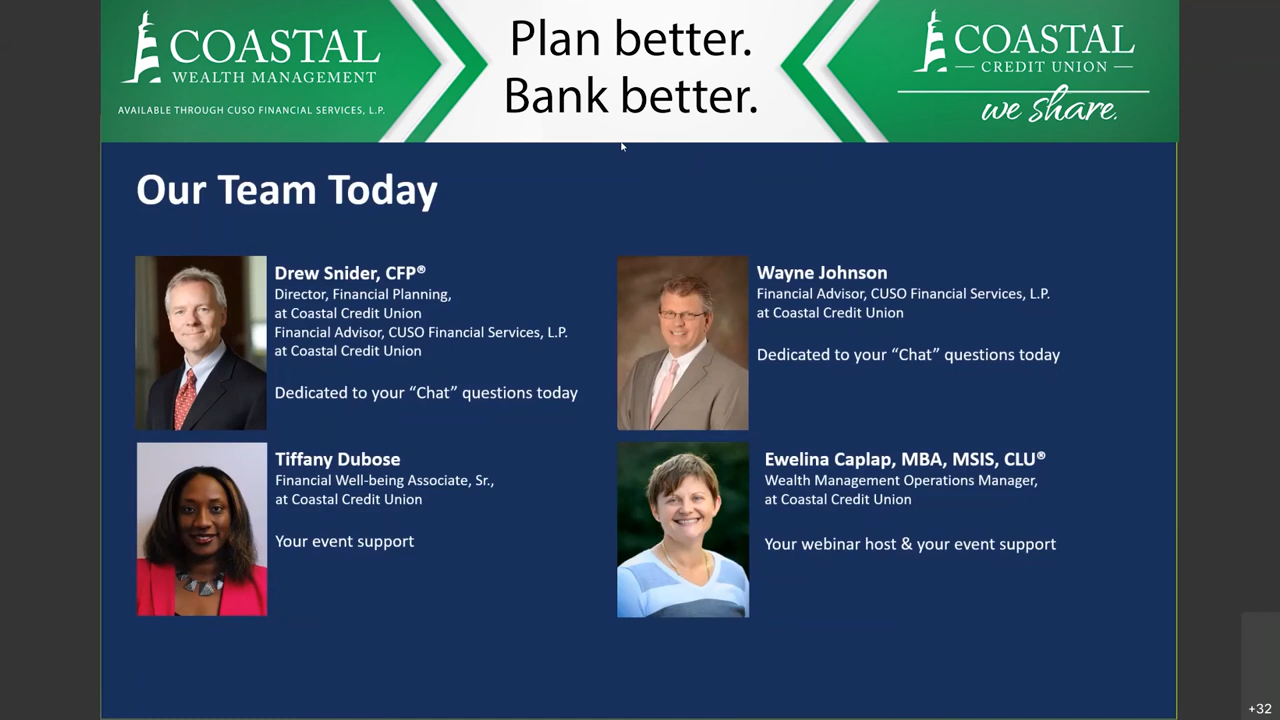 COASTAL
WEALTH MANAGEMENT
AVAILABLE THROUGH CUSO FINANCIAL SERVICES, L.P.
Plan better.
Bank better.
COASTAL
CREDIT UNION
we share.
Our Team Today
Drew Snider, CFP®
Director, Financial Planning,
at Coastal Credit Union
Financial Advisor, CUSO Financial Services, L.P.
at Coastal Credit Union
Dedicated to your “Chat” questions today
Wayne Johnson
Financial Advisor, CUSO Financial Services, L.P.
at Coastal Credit Union
Dedicated to your “Chat” questions today
Tiffany Dubose
Financial Well-being Associate, Sr.,
at Coastal Credit Union
Your event support
Ewelina Caplap, MBA, MSIS, CLU®
Wealth Management Operations Manager,
at Coastal Credit Union
Your webinar host & your event support
+32